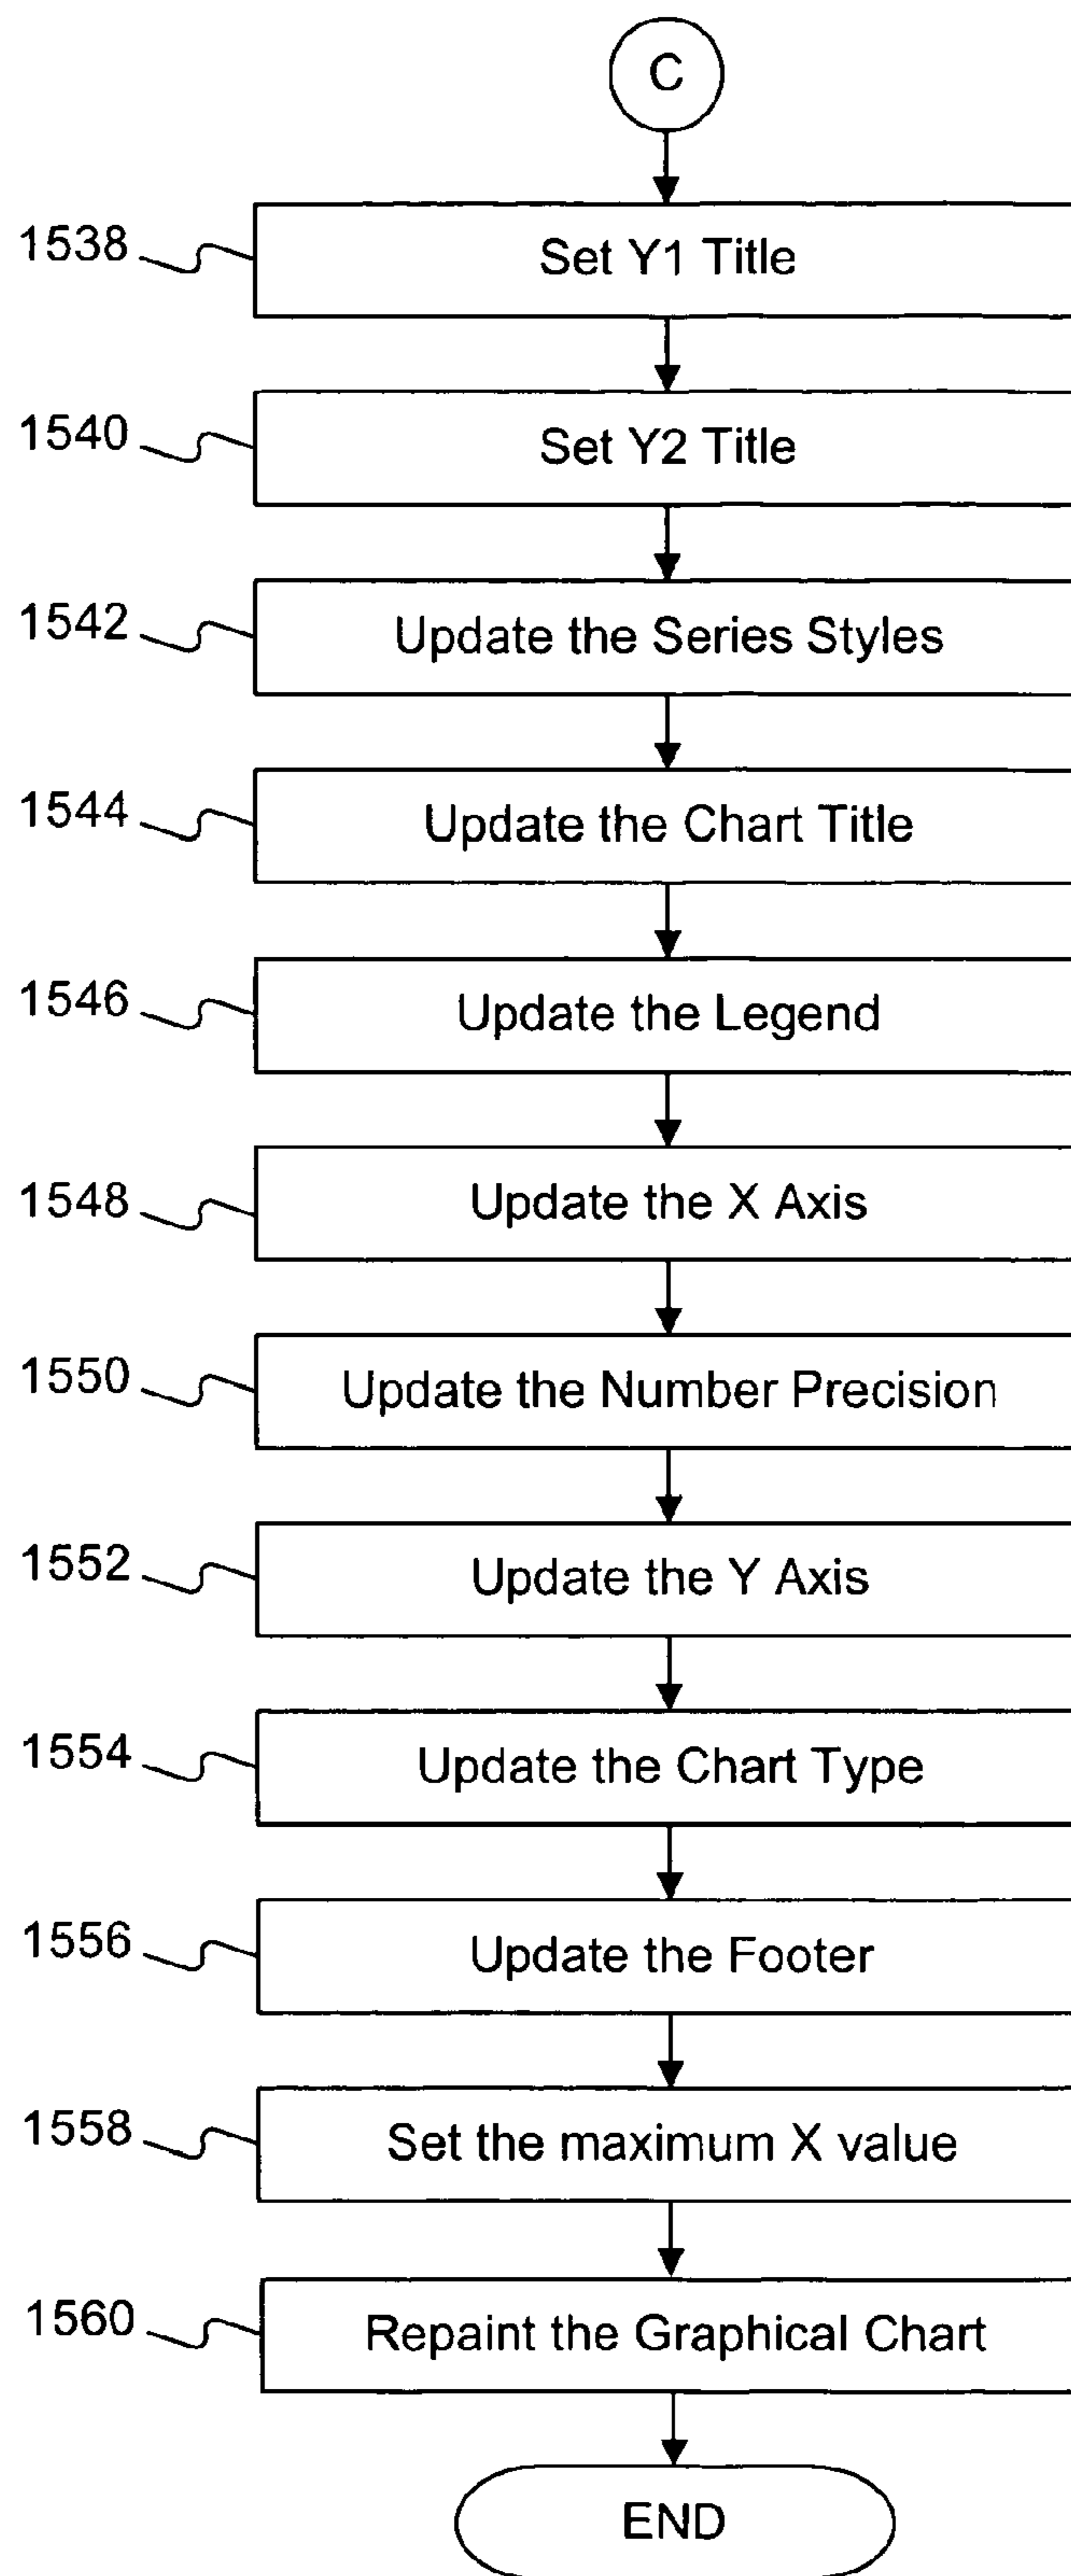 C
1538 Set Y1 Title
1540 Set Y2 Title
1542 Update the Series Styles
1544 Update the Chart Title
1546 Update the Legend
1548 Update the X Axis
1550 Update the Number Precision
1552 Update the Y Axis
1554 Update the Chart Type
1556 Update the Footer
1558 Set the maximum X value
1560 Repaint the Graphical Chart
END